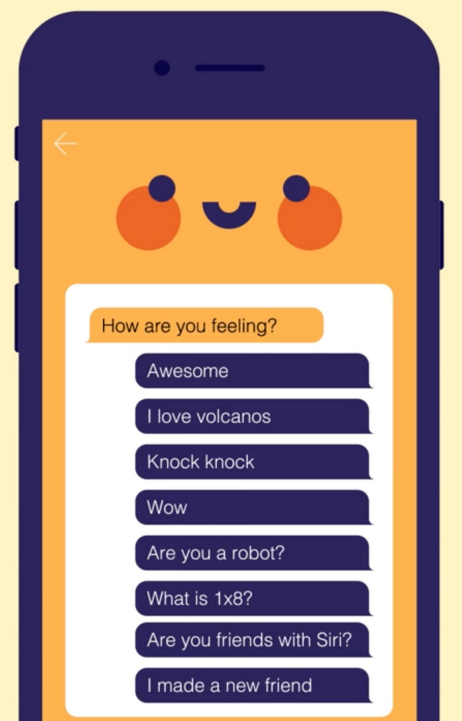 How are you feeling?
Awesome
I love volcanos
Knock knock
Wow
Are you a robot?
What is 1x8?
Are you friends with Siri?
I made a new friend